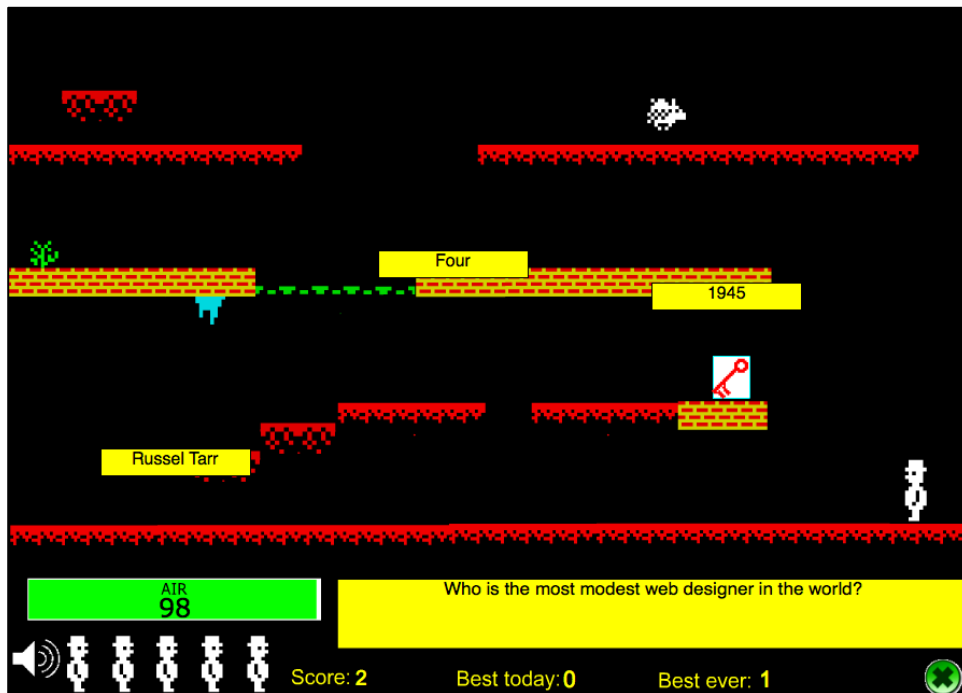 Four
1945
Russel Tarr
AIR
98
Who is the most modest web designer in the world?
Score: 2
Best today: 0
Best ever: 1